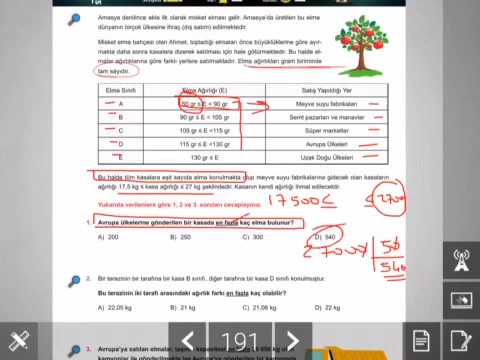 Amasya denilince akla ilk olarak misket elması gelir. Amasya'da üretilen bu elma
dünyanın birçok ülkesine ihraç (dış satım) edilmektedir.
Misket elma bahçesi olan Ahmet, topladığı elmaları önce büyüklüklerine göre ayır-
makta daha sonra kasalara dizerek satılması için hale götürmektedir. Bu halde el-
malar ağırlıklarına göre farklı yerlere satılmaktadır. Elma ağırlıkları gram biriminde
tam sayıdır.
Elma Sınıfı Elma Ağırlığı (E) Satış Yapıldığı Yer
A 50 gr ≤ E < 90 gr Meyve suyu fabrikaları
B 90 gr ≤ E < 105 gr Semt pazarları ve manavlar
C 105 gr ≤ E <115 gr Süper marketler
D 115 gr ≤ E <130 gr Avrupa Ülkeleri
E 130 gr ≤ E Uzak Doğu Ülkeleri
Bu halde tüm kasalara eşit sayıda elma konulmakta olup meyve suyu fabrikalarına gidecek olan kasaların
ağırlığı 17,5 kg ≤ kasa ağırlığı ≤ 27 kg şeklindedir. Kasanın kendi ağırlığı ihmal edilecektir.
17500 ≤ ≤ 2700
Yukarıda verilenlere göre 1, 2 ve 3. soruları cevaplayınız.
1. Avrupa ülkelerine gönderilen bir kasada en fazla kaç elma bulunur?
A) 200 B) 250 C) 300 D) 540
27000 50
540
2. Bir terazinin bir tarafına bir kasa B sınıfı, diğer tarafına bir kasa D sınıfı konulmuştur.
Bu terazinin iki tarafı arasındaki ağırlık farkı en fazla kaç olabilir?
A) 22,05 kg B) 21 kg C) 21,06 kg D) 22 kg
3. Avrupa'ya satılan elmalar,
191